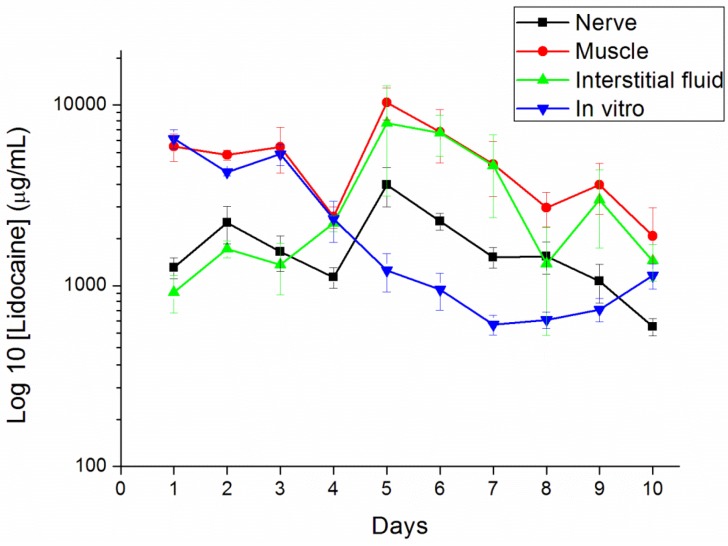 Nerve
Muscle
Interstitial fluid
In vitro
10000
1000
100
Log 10 [Lidocaine] (μg/mL)
0 1 2 3 4 5 6 7 8 9 10
Days